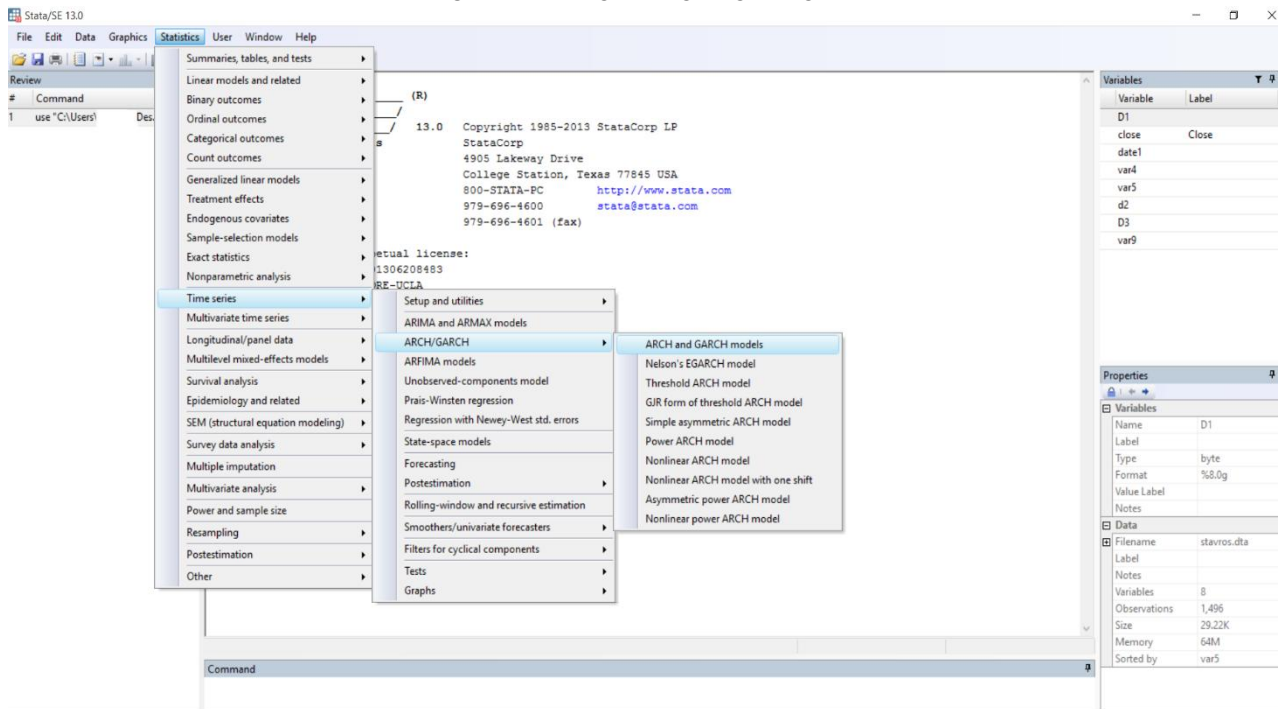 Stata/SE 13.0
File Edit Data Graphics Statistics User Window Help
Review
# Command
1 use "C:\Users\ Des.
Summaries, tables, and tests
Linear models and related
Binary outcomes
Ordinal outcomes
Categorical outcomes
Count outcomes
Generalized linear models
Treatment effects
Endogenous covariates
Sample-selection models
Exact statistics
Nonparametric analysis
Time series
Multivariate time series
Longitudinal/panel data
Multilevel mixed-effects models
Survival analysis
Epidemiology and related
SEM (structural equation modeling)
Survey data analysis
Multiple imputation
Multivariate analysis
Power and sample size
Resampling
Postestimation
Other
Setup and utilities
ARIMA and ARMAX models
ARCH/GARCH
ARFIMA models
Unobserved-components model
Prais-Winsten regression
Regression with Newey-West std. errors
State-space models
Forecasting
Postestimation
Rolling-window and recursive estimation
Smoothers/univariate forecasters
Filters for cyclical components
Tests
Graphs
ARCH and GARCH models
Nelson's EGARCH model
Threshold ARCH model
GJR form of threshold ARCH model
Simple asymmetric ARCH model
Power ARCH model
Nonlinear ARCH model
Nonlinear ARCH model with one shift
Asymmetric power ARCH model
Nonlinear power ARCH model
(R)
13.0 Copyright 1985-2013 StataCorp LP
s StataCorp
4905 Lakeway Drive
College Station, Texas 77845 USA
800-STATA-PC http://www.stata.com
979-696-4600 stata@stata.com
979-696-4601 (fax)
etual license:
1306208483
RE-UCLA
Command
Variables
Variable Label
D1
close Close
date1
var4
var5
d2
D3
var9
Properties
Variables
Name D1
Label
Type byte
Format %8.0g
Value Label
Notes
Data
Filename stavros.dta
Label
Notes
Variables 8
Observations 1,496
Size 29.22K
Memory 64M
Sorted by var5